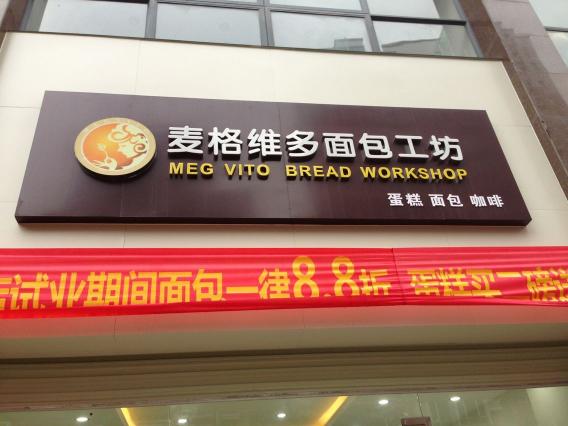 麦格维多面包工坊
MEG VITO BREAD WORKSHOP
蛋糕 面包 咖啡
试业期间面包一律8.8折 蛋糕买二磅送